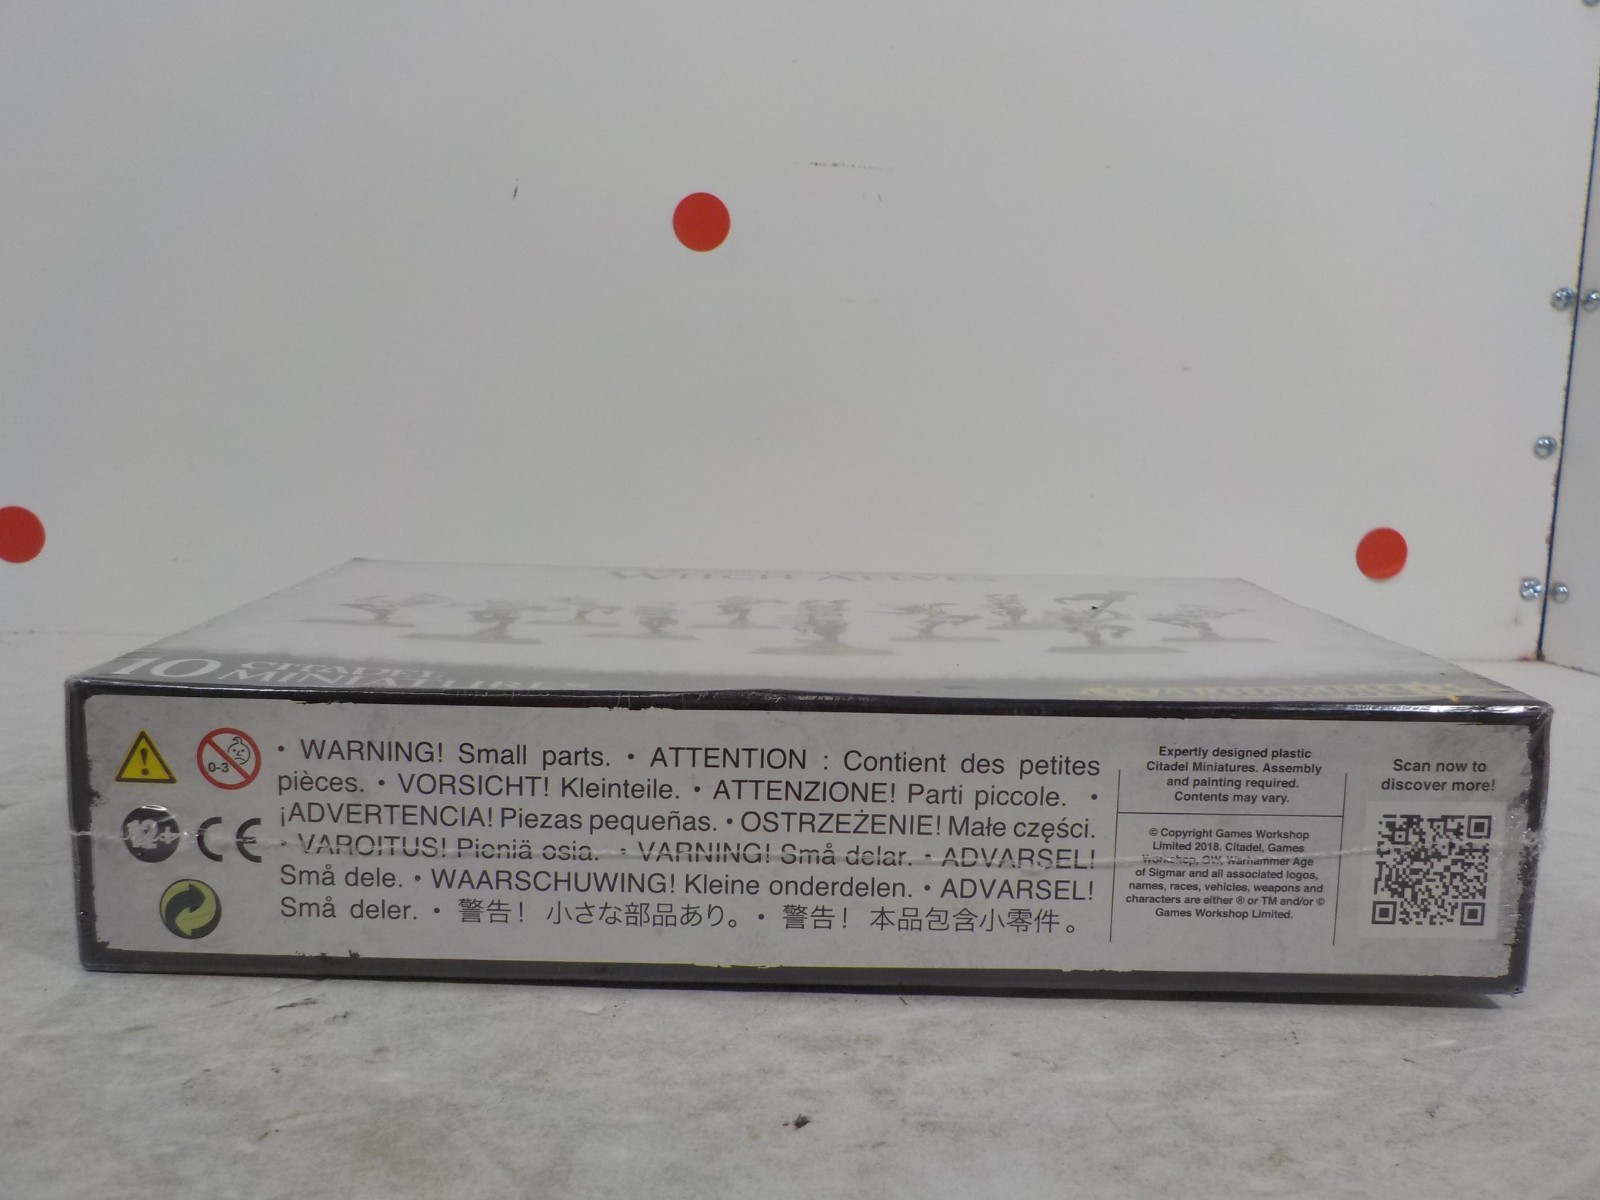 WITCH AELVES
10 CITADEL
MINIATURES
0-3
12+
CE
• WARNING! Small parts. • ATTENTION : Contient des petites
pièces. • VORSICHT! Kleinteile. • ATTENZIONE! Parti piccole. •
¡ADVERTENCIA! Piezas pequeñas. • OSTRZEŻENIE! Małe części.
• VAROITUS! Pieniä osia. • VARNING! Små delar. • ADVARSEL!
Små dele. • WAARSCHUWING! Kleine onderdelen. • ADVARSEL!
Små deler. • 警告！ 小さな部品あり。 • 警告！ 本品包含小零件。
Expertly designed plastic
Citadel Miniatures. Assembly
and painting required.
Contents may vary.
© Copyright Games Workshop
Limited 2018. Citadel, Games
Workshop, GW, Warhammer Age
of Sigmar and all associated logos,
names, races, vehicles, weapons and
characters are either ® or TM and/or ©
Games Workshop Limited.
Scan now to
discover more!